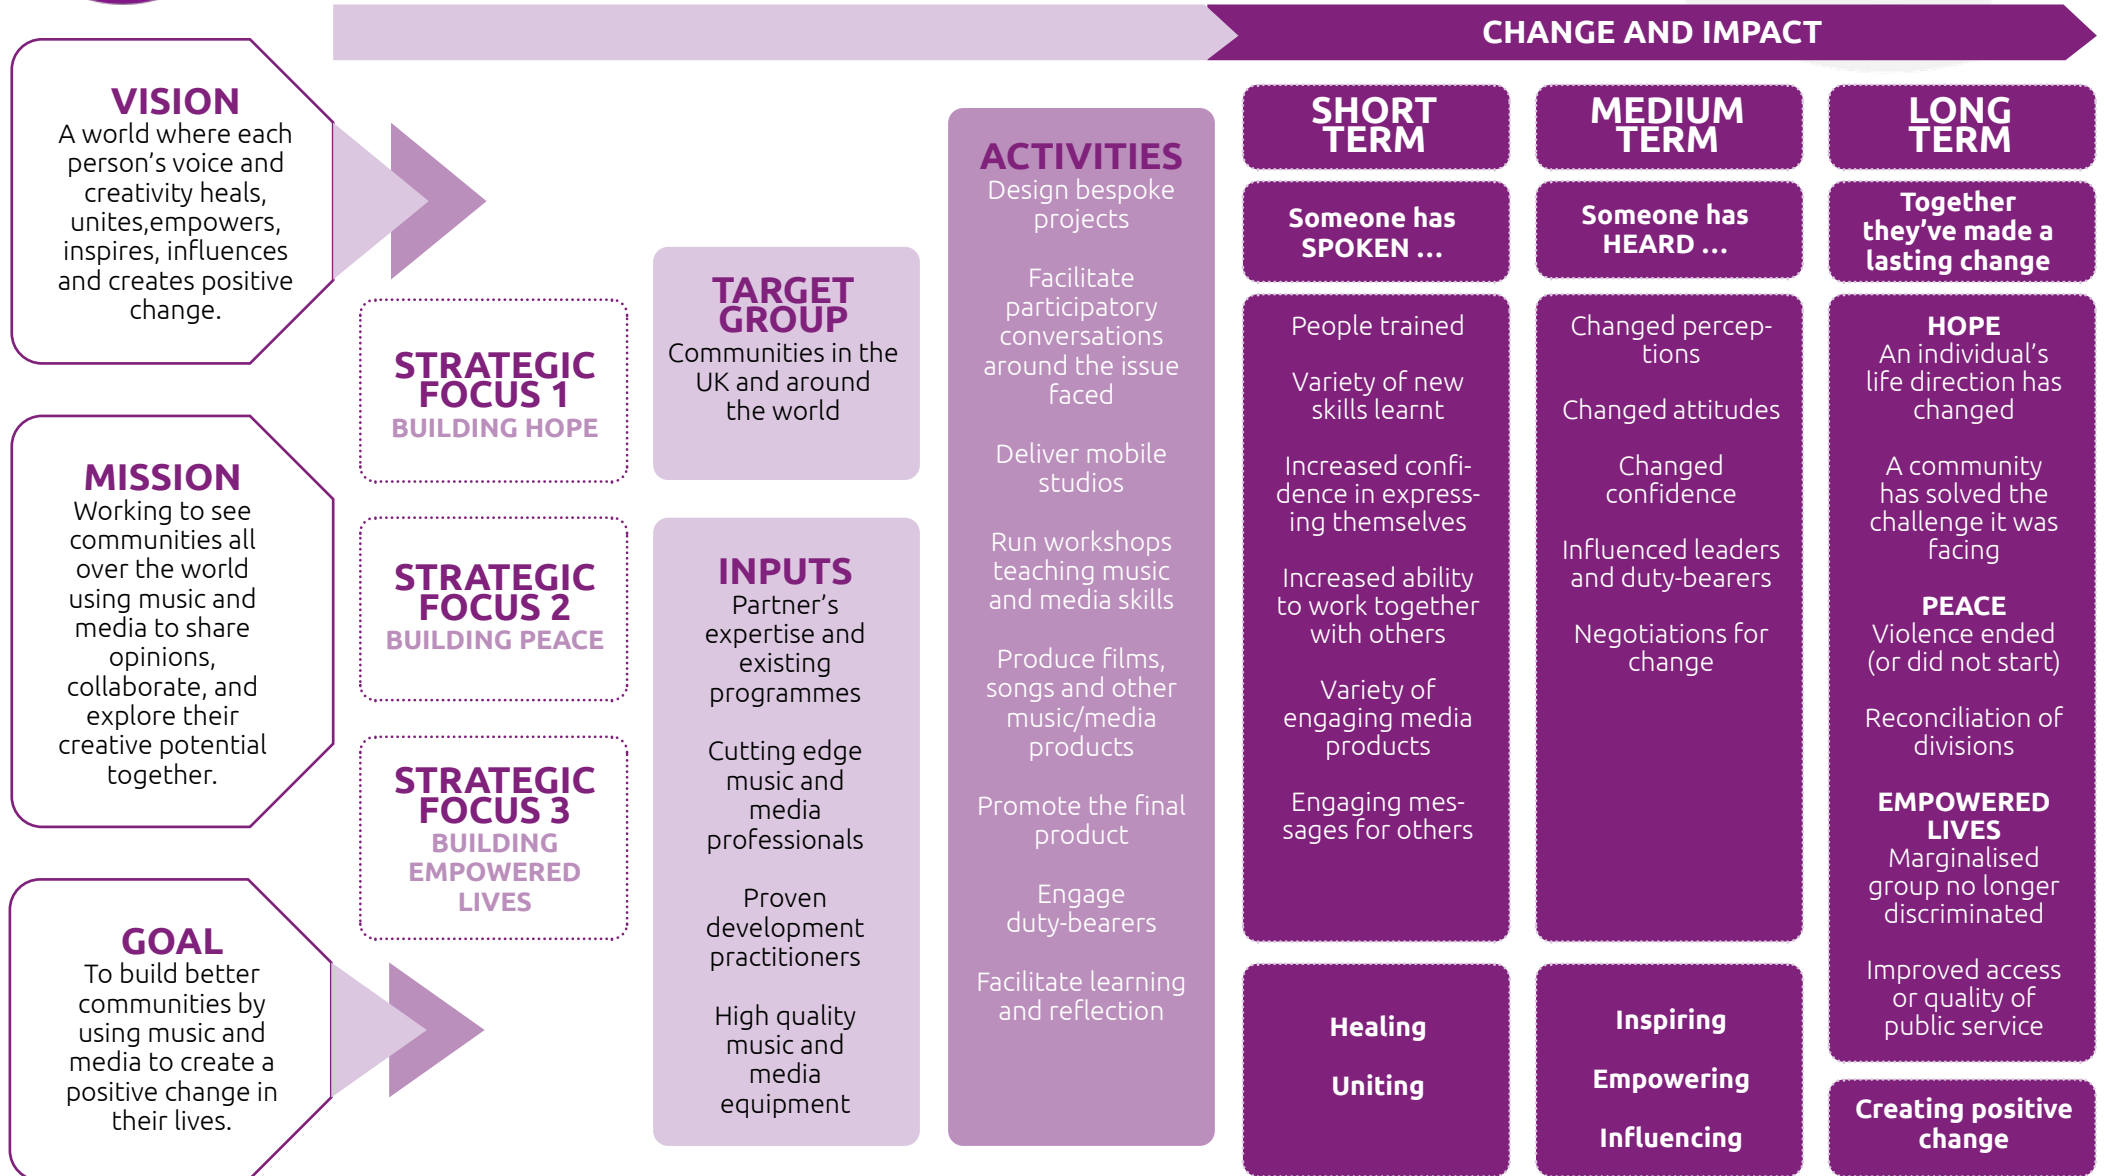 CHANGE AND IMPACT
VISION
A world where each
person's voice and
creativity heals,
unites,empowers,
inspires, influences
and creates positive
change.
MISSION
Working to see
communities all
over the world
using music and
media to share
opinions,
collaborate, and
explore their
creative potential
together.
GOAL
To build better
communities by
using music and
media to create a
positive change in
their lives.
STRATEGIC
FOCUS 1
BUILDING HOPE
STRATEGIC
FOCUS 2
BUILDING PEACE
STRATEGIC
FOCUS 3
BUILDING
EMPOWERED
LIVES
TARGET
GROUP
Communities in the
UK and around
the world
INPUTS
Partner's
expertise and
existing
programmes
Cutting edge
music and
media
professionals
Proven
development
practitioners
High quality
music and
media
equipment
ACTIVITIES
Design bespoke
projects
Facilitate
participatory
conversations
around the issue
faced
Deliver mobile
studios
Run workshops
teaching music
and media skills
Produce films,
songs and other
music/media
products
Promote the final
product
Engage
duty-bearers
Facilitate learning
and reflection
SHORT
TERM
Someone has
SPOKEN ...
People trained
Variety of new
skills learnt
Increased confi-
dence in express-
ing themselves
Increased ability
to work together
with others
Variety of
engaging media
products
Engaging mes-
sages for others
Healing
Uniting
MEDIUM
TERM
Someone has
HEARD ...
Changed percep-
tions
Changed attitudes
Changed
confidence
Influenced leaders
and duty-bearers
Negotiations for
change
Inspiring
Empowering
Influencing
LONG
TERM
Together
they've made a
lasting change
HOPE
An individual's
life direction has
changed
A community
has solved the
challenge it was
facing
PEACE
Violence ended
(or did not start)
Reconciliation of
divisions
EMPOWERED
LIVES
Marginalised
group no longer
discriminated
Improved access
or quality of
public service
Creating positive
change